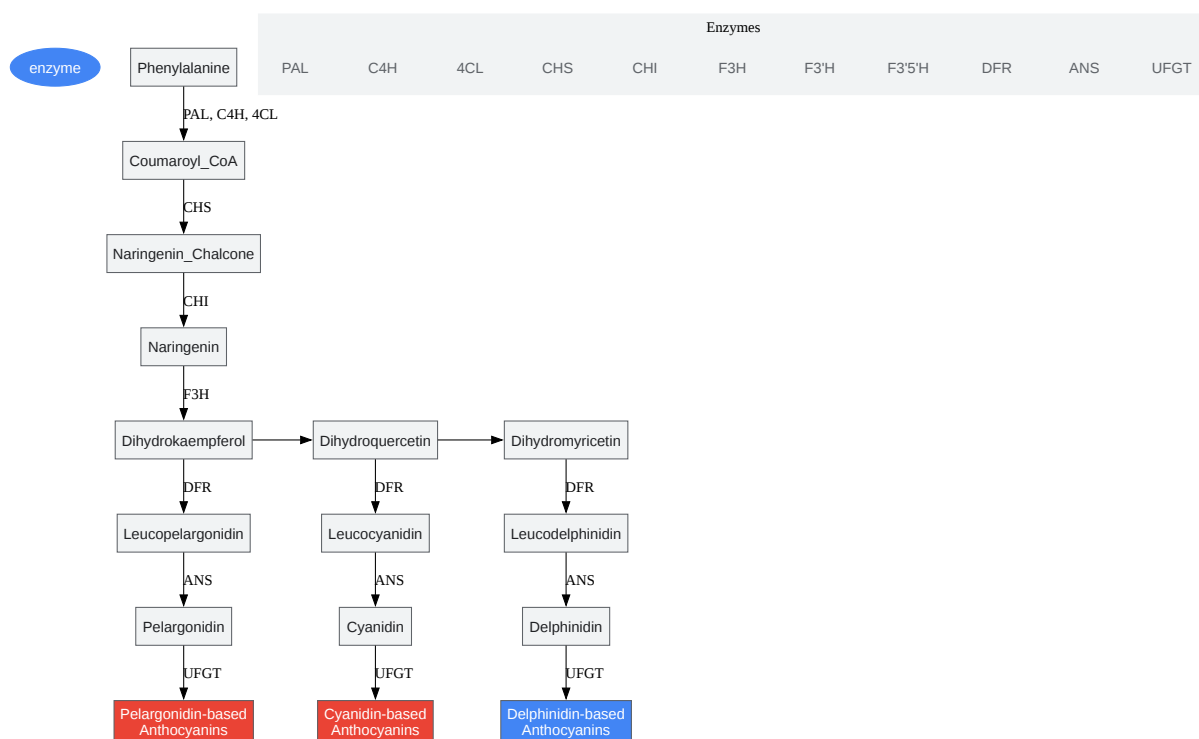 Enzymes
enzyme
Phenylalanine
PAL
C4H
4CL
CHS
CHI
F3H
F3'H
F3'5'H
DFR
ANS
UFGT
PAL, C4H, 4CL
Coumaroyl_CoA
CHS
Naringenin_Chalcone
CHI
Naringenin
F3H
Dihydrokaempferol
Dihydroquercetin
Dihydromyricetin
DFR
DFR
DFR
Leucopelargonidin
Leucocyanidin
Leucodelphinidin
ANS
ANS
ANS
Pelargonidin
Cyanidin
Delphinidin
UFGT
UFGT
UFGT
Pelargonidin-based
Anthocyanins
Cyanidin-based
Anthocyanins
Delphinidin-based
Anthocyanins